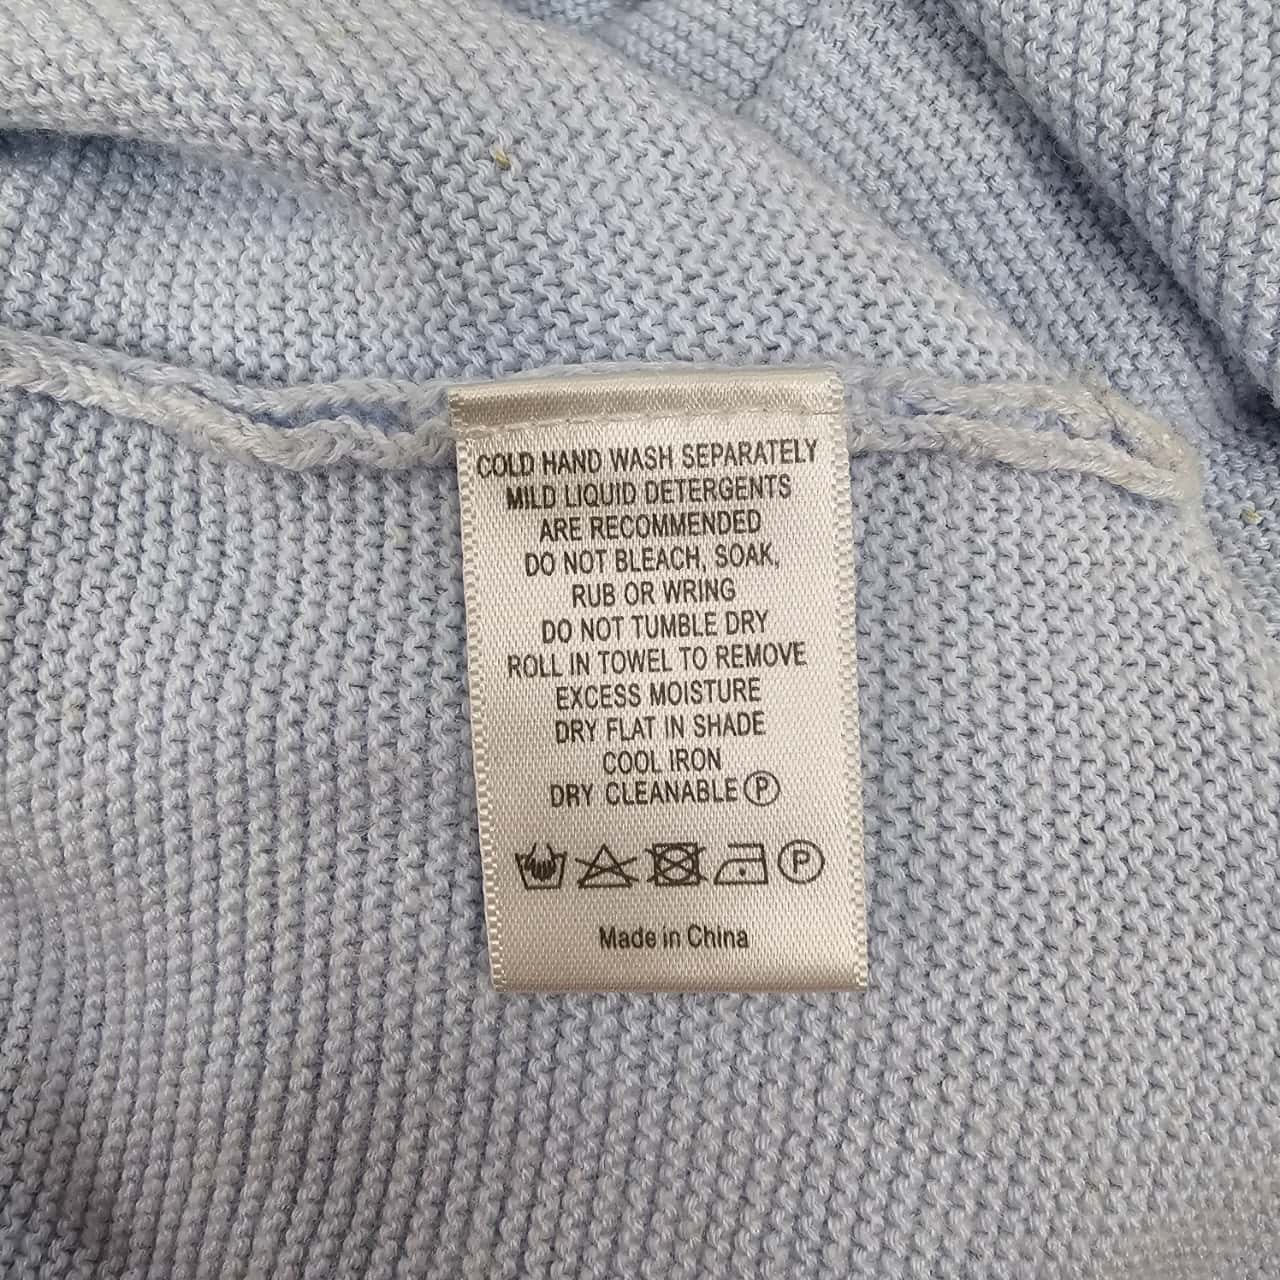 COLD HAND WASH SEPARATELY
MILD LIQUID DETERGENTS
ARE RECOMMENDED
DO NOT BLEACH, SOAK,
RUB OR WRING
DO NOT TUMBLE DRY
ROLL IN TOWEL TO REMOVE
EXCESS MOISTURE
DRY FLAT IN SHADE
COOL IRON
DRY CLEANABLE Ⓟ
Ⓟ
Made in China